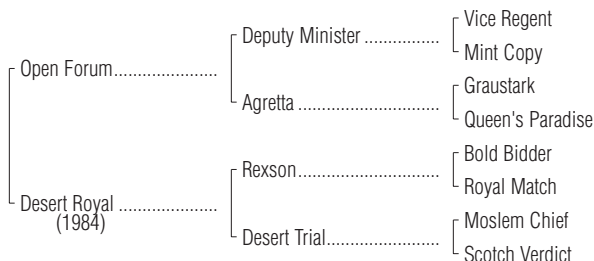 Vice Regent
Deputy Minister ................
Mint Copy
Open Forum......................
Graustark
Agretta ..............................
Queen's Paradise
Bold Bidder
Rexson..............................
Royal Match
Desert Royal .....................
(1984)
Moslem Chief
Desert Trial........................
Scotch Verdict